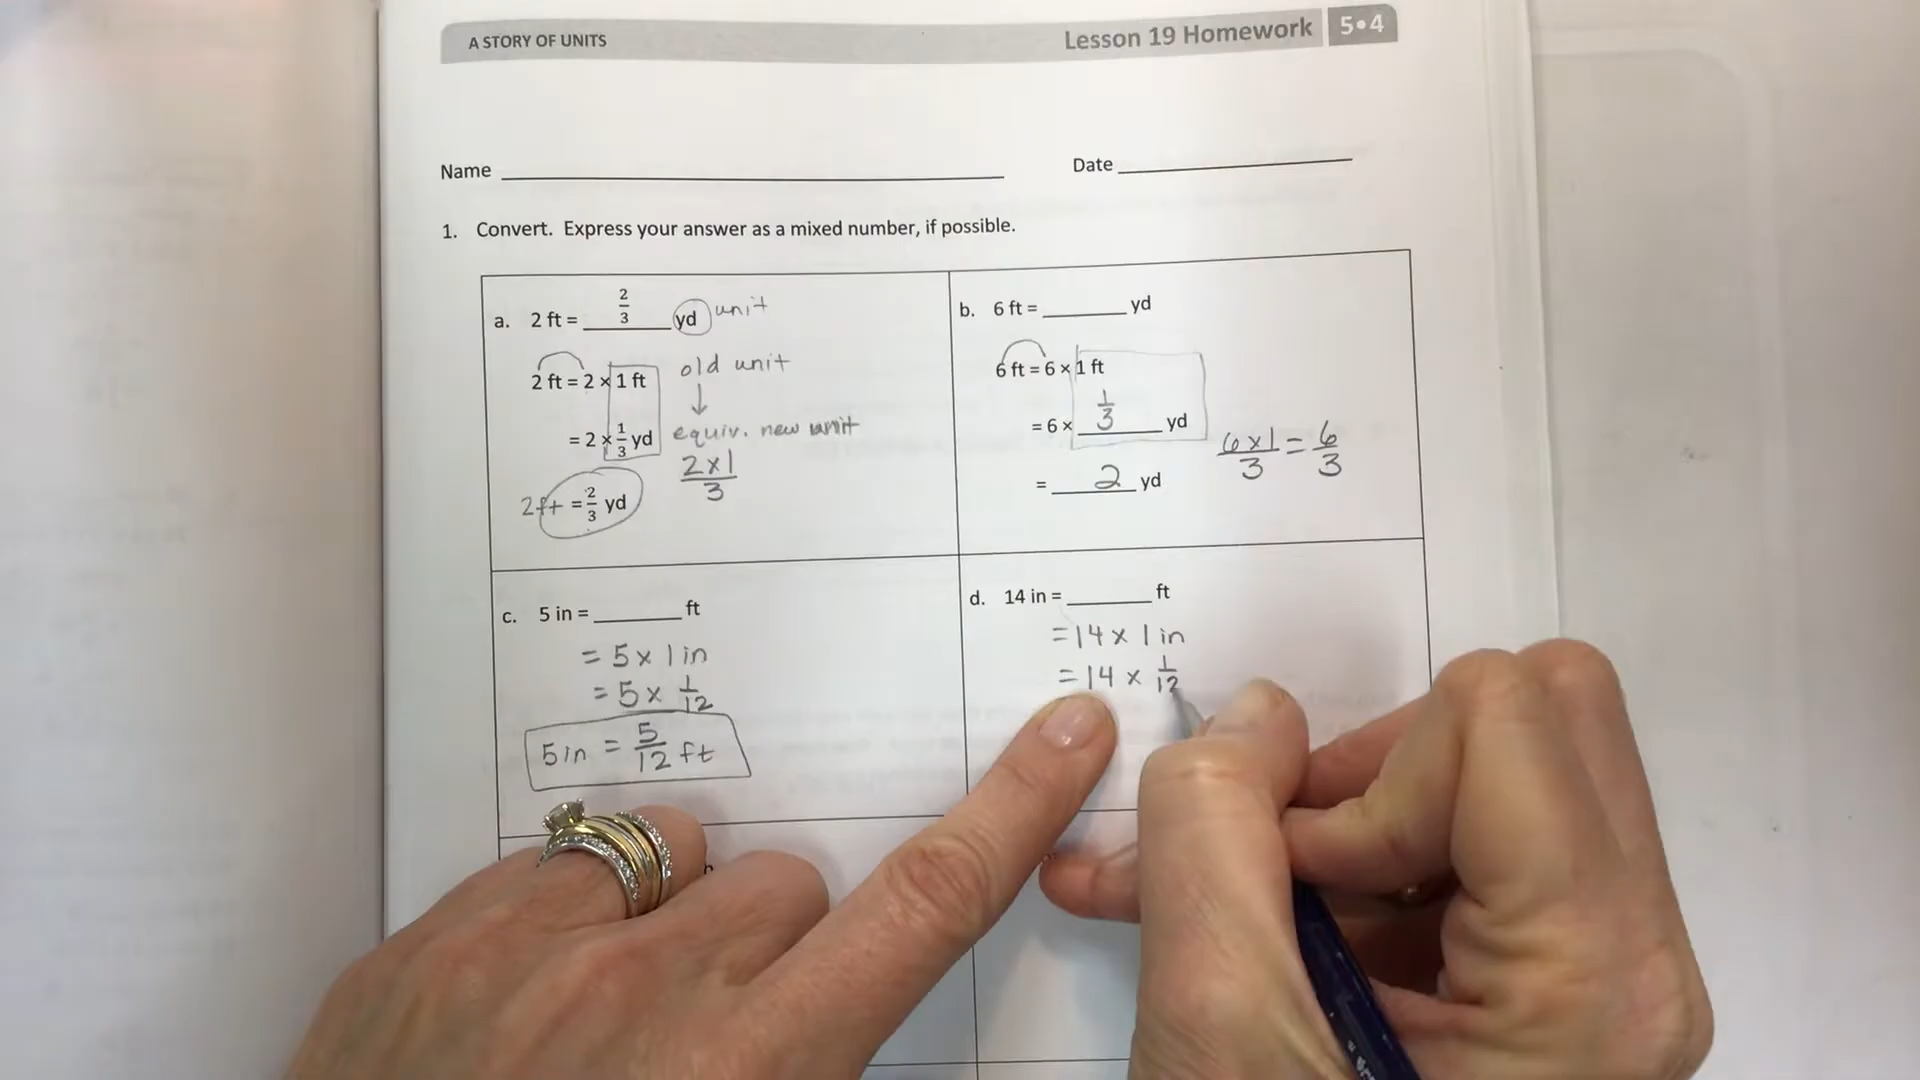 A STORY OF UNITS
Lesson 19 Homework 5•4
Name
Date
1. Convert. Express your answer as a mixed number, if possible.
a. 2 ft = 2/3 yd unit
2 ft = 2 × 1 ft
old unit
↓
= 2 × 1/3 yd
equiv. new unit
2×1/3
2ft = 2/3 yd
b. 6 ft = ______ yd
6 ft = 6 × 1 ft
= 6 × 1/3 yd
6×1/3 = 6/3
= 2 yd
c. 5 in = ______ ft
= 5 × 1 in
= 5 × 1/12
5in = 5/12 ft
d. 14 in = ______ ft
= 14 × 1 in
= 14 × 1/12